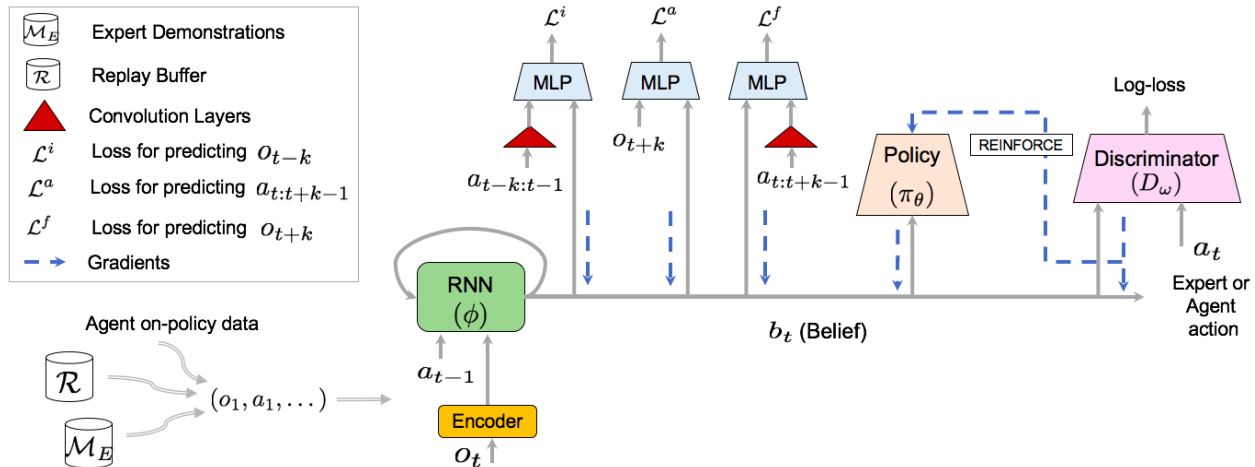 𝓜_E Expert Demonstrations
𝓡 Replay Buffer
Convolution Layers
𝓛^i Loss for predicting o_{t−k}
𝓛^a Loss for predicting a_{t:t+k−1}
𝓛^f Loss for predicting o_{t+k}
Gradients
𝓛^i 𝓛^a 𝓛^f
MLP MLP MLP
a_{t−k:t−1} o_{t+k} a_{t:t+k−1}
Log-loss
REINFORCE
Policy
(π_θ)
Discriminator
(D_ω)
a_t
Expert or
Agent
action
RNN
(ϕ)
b_t (Belief)
a_{t−1}
Encoder
o_t
Agent on-policy data
𝓡
𝓜_E
(o_1, a_1, . . . )